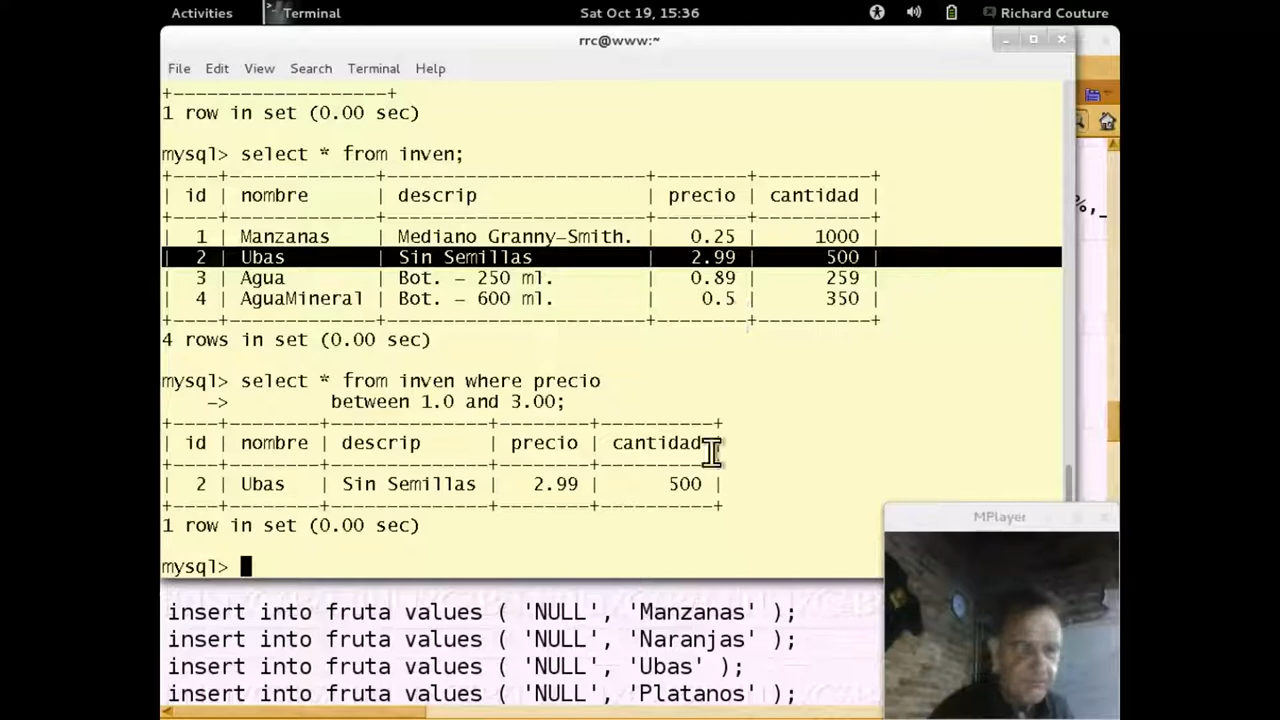 Activities Terminal Sat Oct 19, 15:36 Richard Couture
rrc@www:~
File Edit View Search Terminal Help
+------------------+
1 row in set (0.00 sec)
mysql> select * from inven;
+----+-------------+-----------------------+--------+----------+
| id | nombre | descrip | precio | cantidad |
+----+-------------+-----------------------+--------+----------+
| 1 | Manzanas | Mediano Granny-Smith. | 0.25 | 1000 |
| 2 | Ubas | Sin Semillas | 2.99 | 500 |
| 3 | Agua | Bot. - 250 ml. | 0.89 | 259 |
| 4 | AguaMineral | Bot. - 600 ml. | 0.5 | 350 |
+----+-------------+-----------------------+--------+----------+
4 rows in set (0.00 sec)
mysql> select * from inven where precio
-> between 1.0 and 3.00;
+----+--------+--------------+--------+----------+
| id | nombre | descrip | precio | cantidad |
+----+--------+--------------+--------+----------+
| 2 | Ubas | Sin Semillas | 2.99 | 500 |
+----+--------+--------------+--------+----------+
1 row in set (0.00 sec)
mysql>
%,_
MPlayer
insert into fruta values ( 'NULL', 'Manzanas' );
insert into fruta values ( 'NULL', 'Naranjas' );
insert into fruta values ( 'NULL', 'Ubas' );
insert into fruta values ( 'NULL', 'Platanos' );